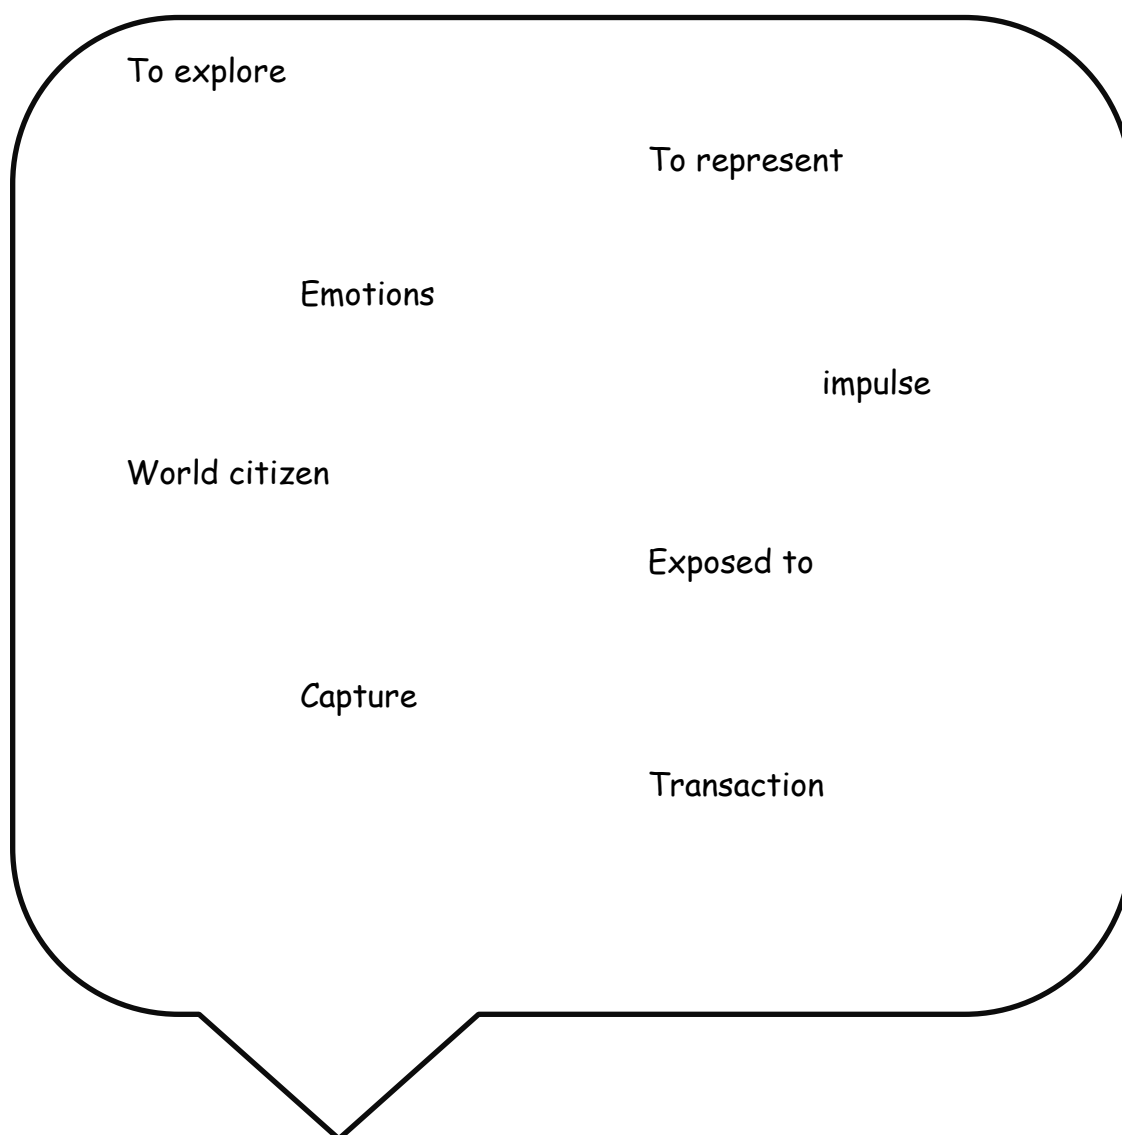 To explore
To represent
Emotions
impulse
World citizen
Exposed to
Capture
Transaction